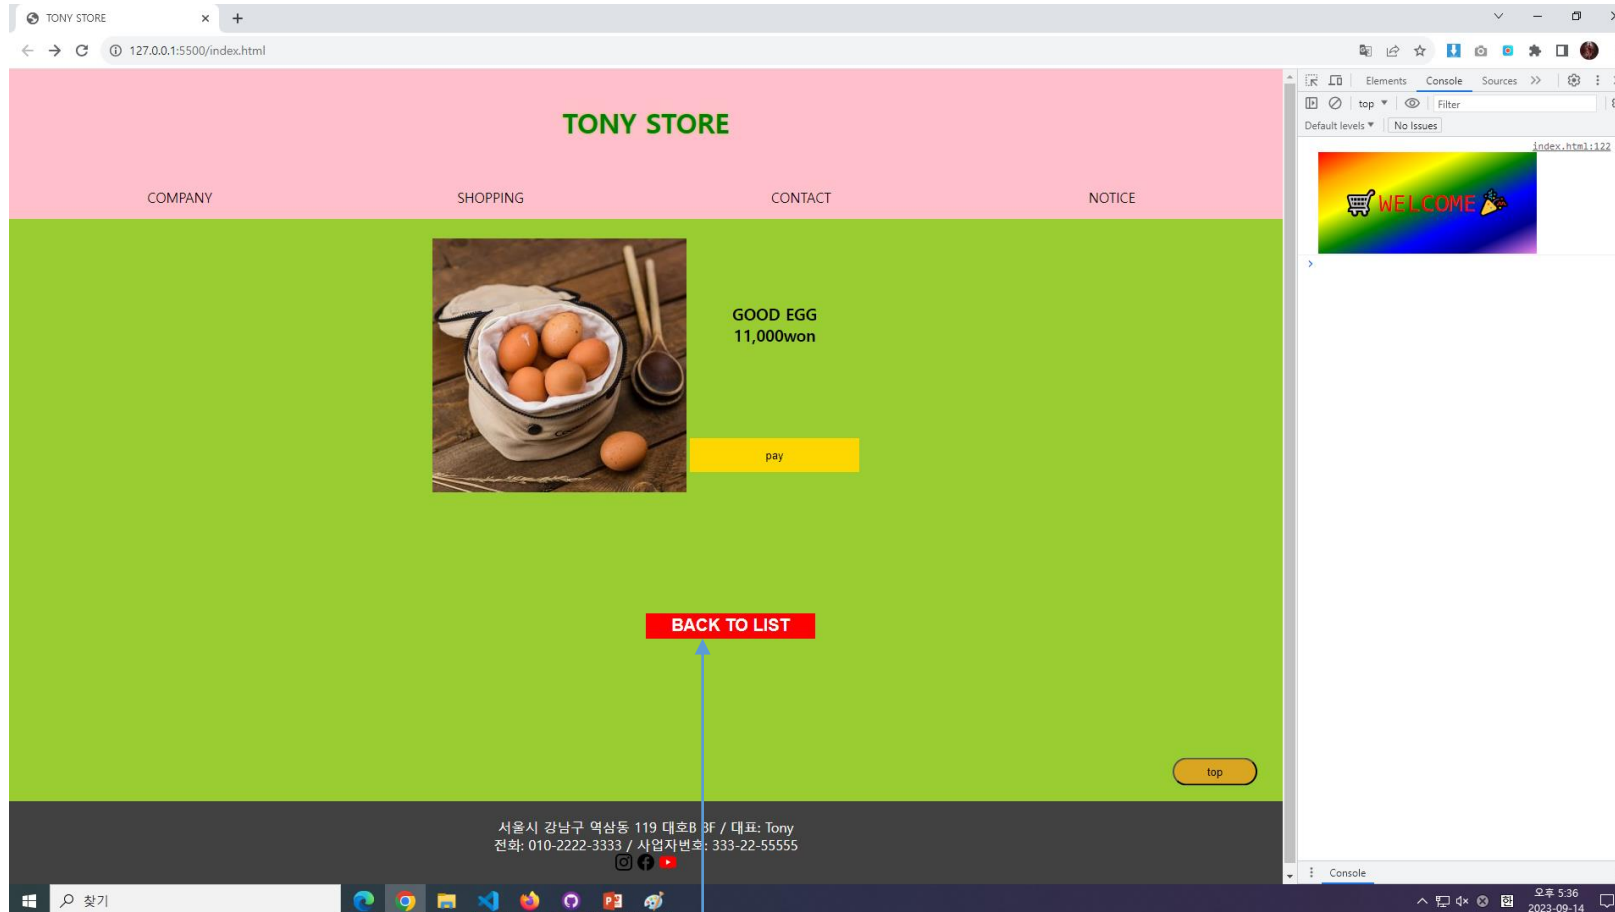 TONY STORE
127.0.0.1:5500/index.html
TONY STORE
COMPANY SHOPPING CONTACT NOTICE
GOOD EGG
11,000won
pay
BACK TO LIST
top
서울시 강남구 역삼동 119 대호B 3F / 대표: Tony
전화: 010-2222-3333 / 사업자번호: 333-22-55555
Elements Console Sources
top Filter
Default levels No Issues
index.html:122
WELCOME
Console
찾기
한
오후 5:36
2023-09-14